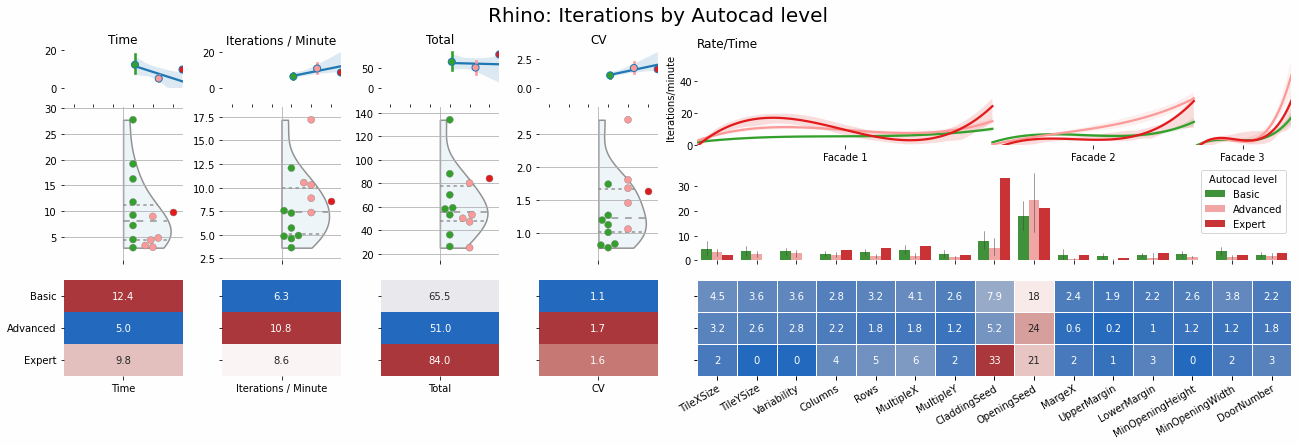 Rhino: Iterations by Autocad level
Time
Iterations / Minute
Total
CV
Rate/Time
20
0
20
0
50
0
2.5
0.0
Iterations/minute
40
20
0
Facade 1
Facade 2
Facade 3
30
25
20
15
10
5
17.5
15.0
12.5
10.0
7.5
5.0
2.5
140
120
100
80
60
40
20
2.5
2.0
1.5
1.0
30
20
10
0
Autocad level
Basic
Advanced
Expert
Basic 12.4 6.3 65.5 1.1 4.5 3.6 3.6 2.8 3.2 4.1 2.6 7.9 18 2.4 1.9 2.2 2.6 3.8 2.2
Advanced 5.0 10.8 51.0 1.7 3.2 2.6 2.8 2.2 1.8 1.8 1.2 5.2 24 0.6 0.2 1 1.2 1.2 1.8
Expert 9.8 8.6 84.0 1.6 2 0 0 4 5 6 2 33 21 2 1 3 0 2 3
Time
Iterations / Minute
Total
CV
TileXSize
TileYSize
Variability
Columns
Rows
MultipleX
MultipleY
CladdingSeed
OpeningSeed
MargeX
UpperMargin
LowerMargin
MinOpeningHeight
MinOpeningWidth
DoorNumber